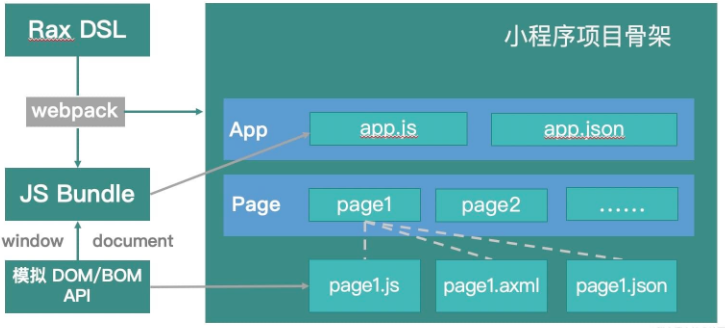 Rax DSL
小程序项目骨架
webpack
App
app.js
app.json
JS Bundle
Page
page1
page2
......
window
document
模拟 DOM/BOM
API
page1.js
page1.axml
page1.json